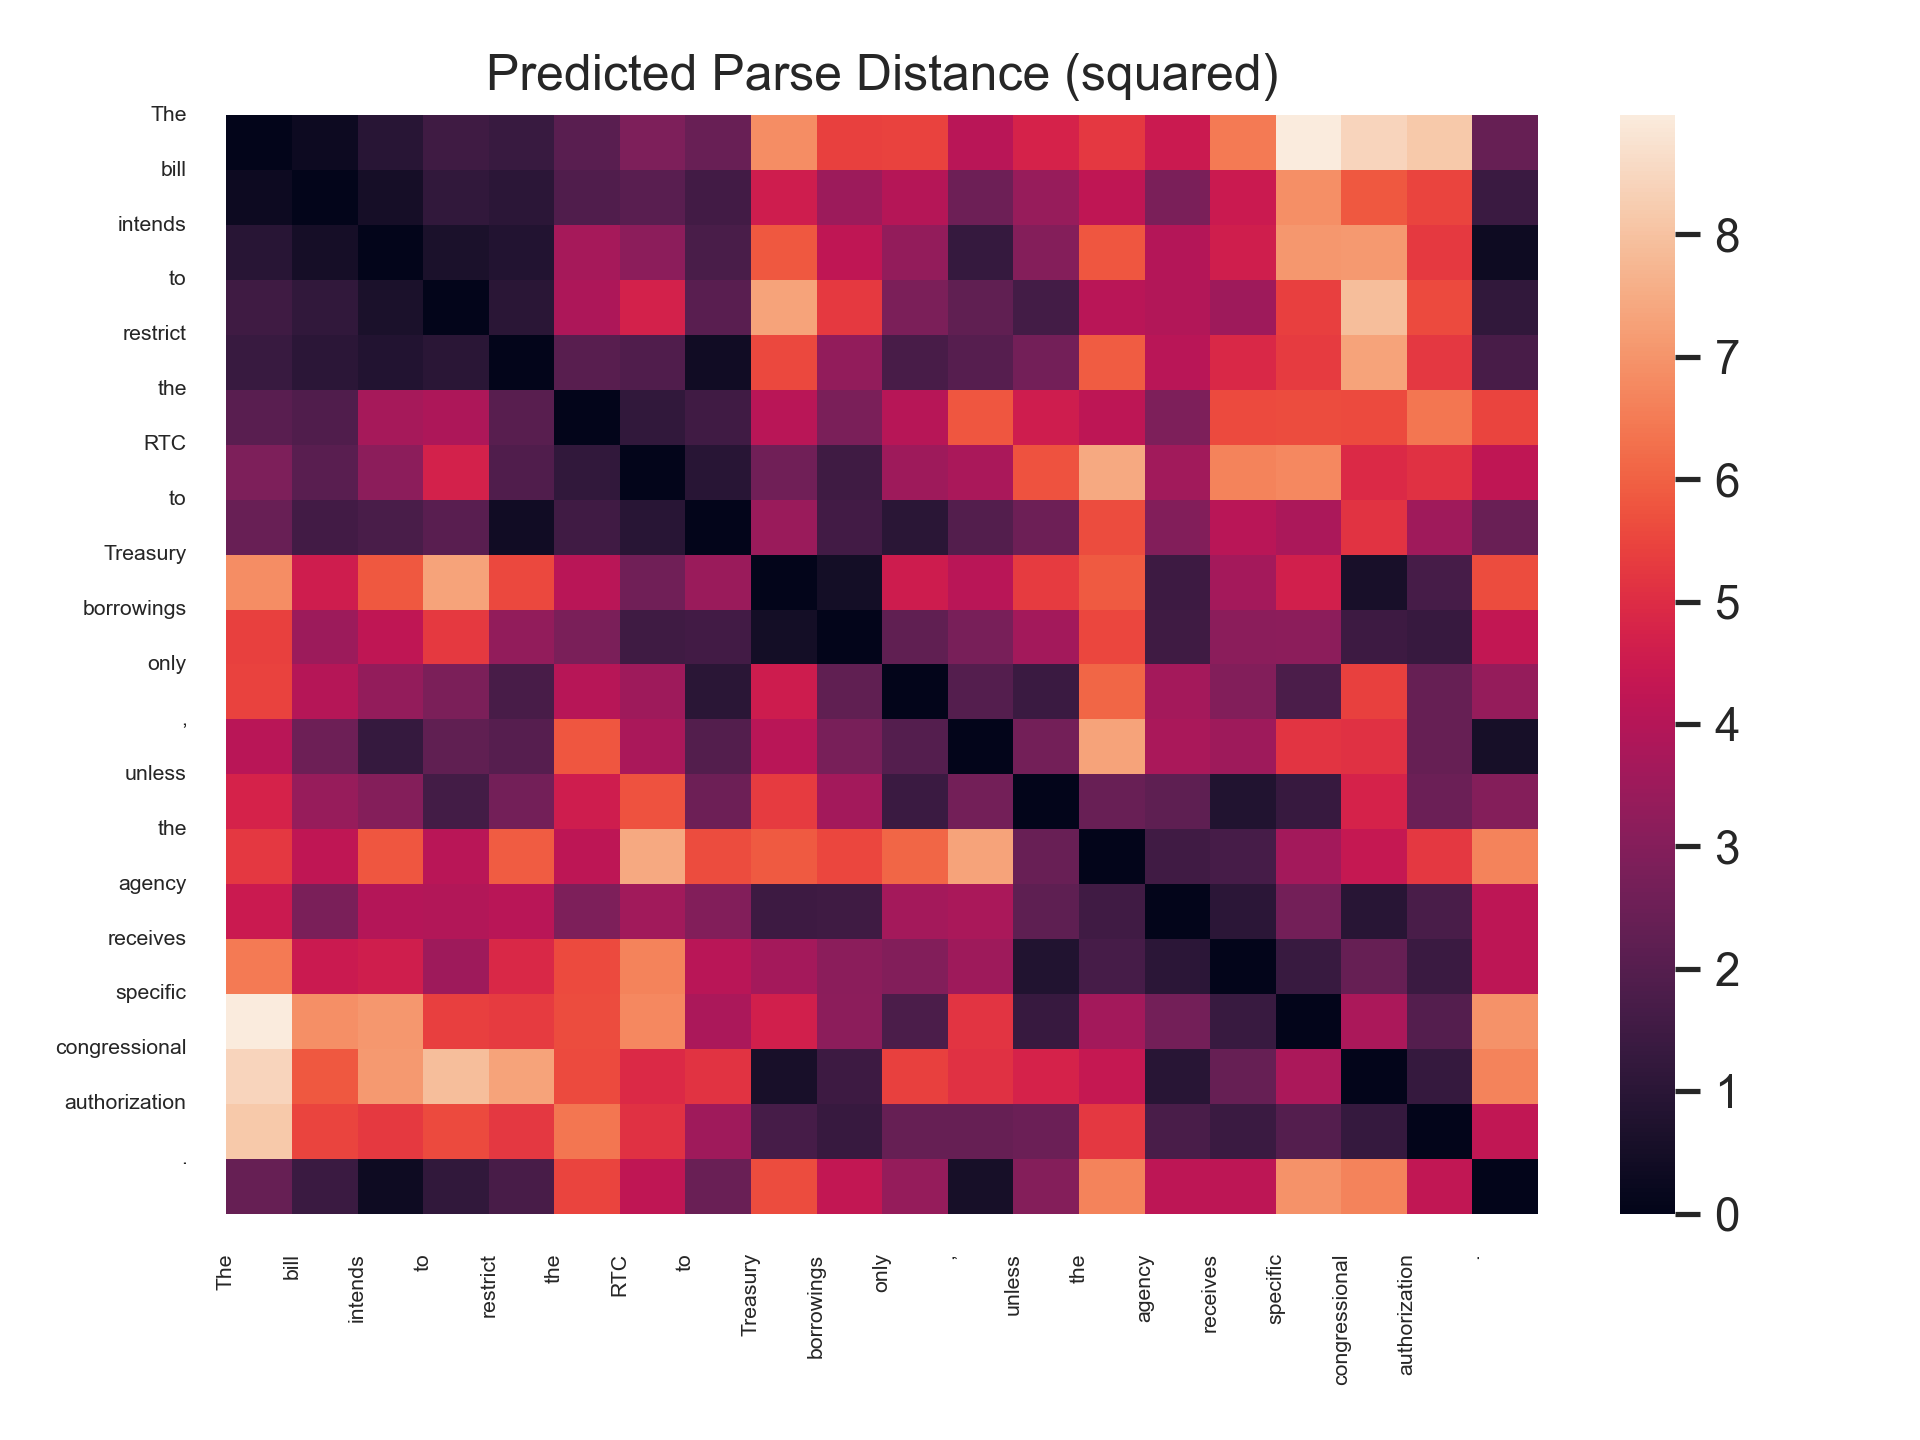 Predicted Parse Distance (squared)
The
bill
intends
to
restrict
the
RTC
to
Treasury
borrowings
only
,
unless
the
agency
receives
specific
congressional
authorization
.
8
7
6
5
4
3
2
1
0
The
bill
intends
to
restrict
the
RTC
to
Treasury
borrowings
only
,
unless
the
agency
receives
specific
congressional
authorization
.